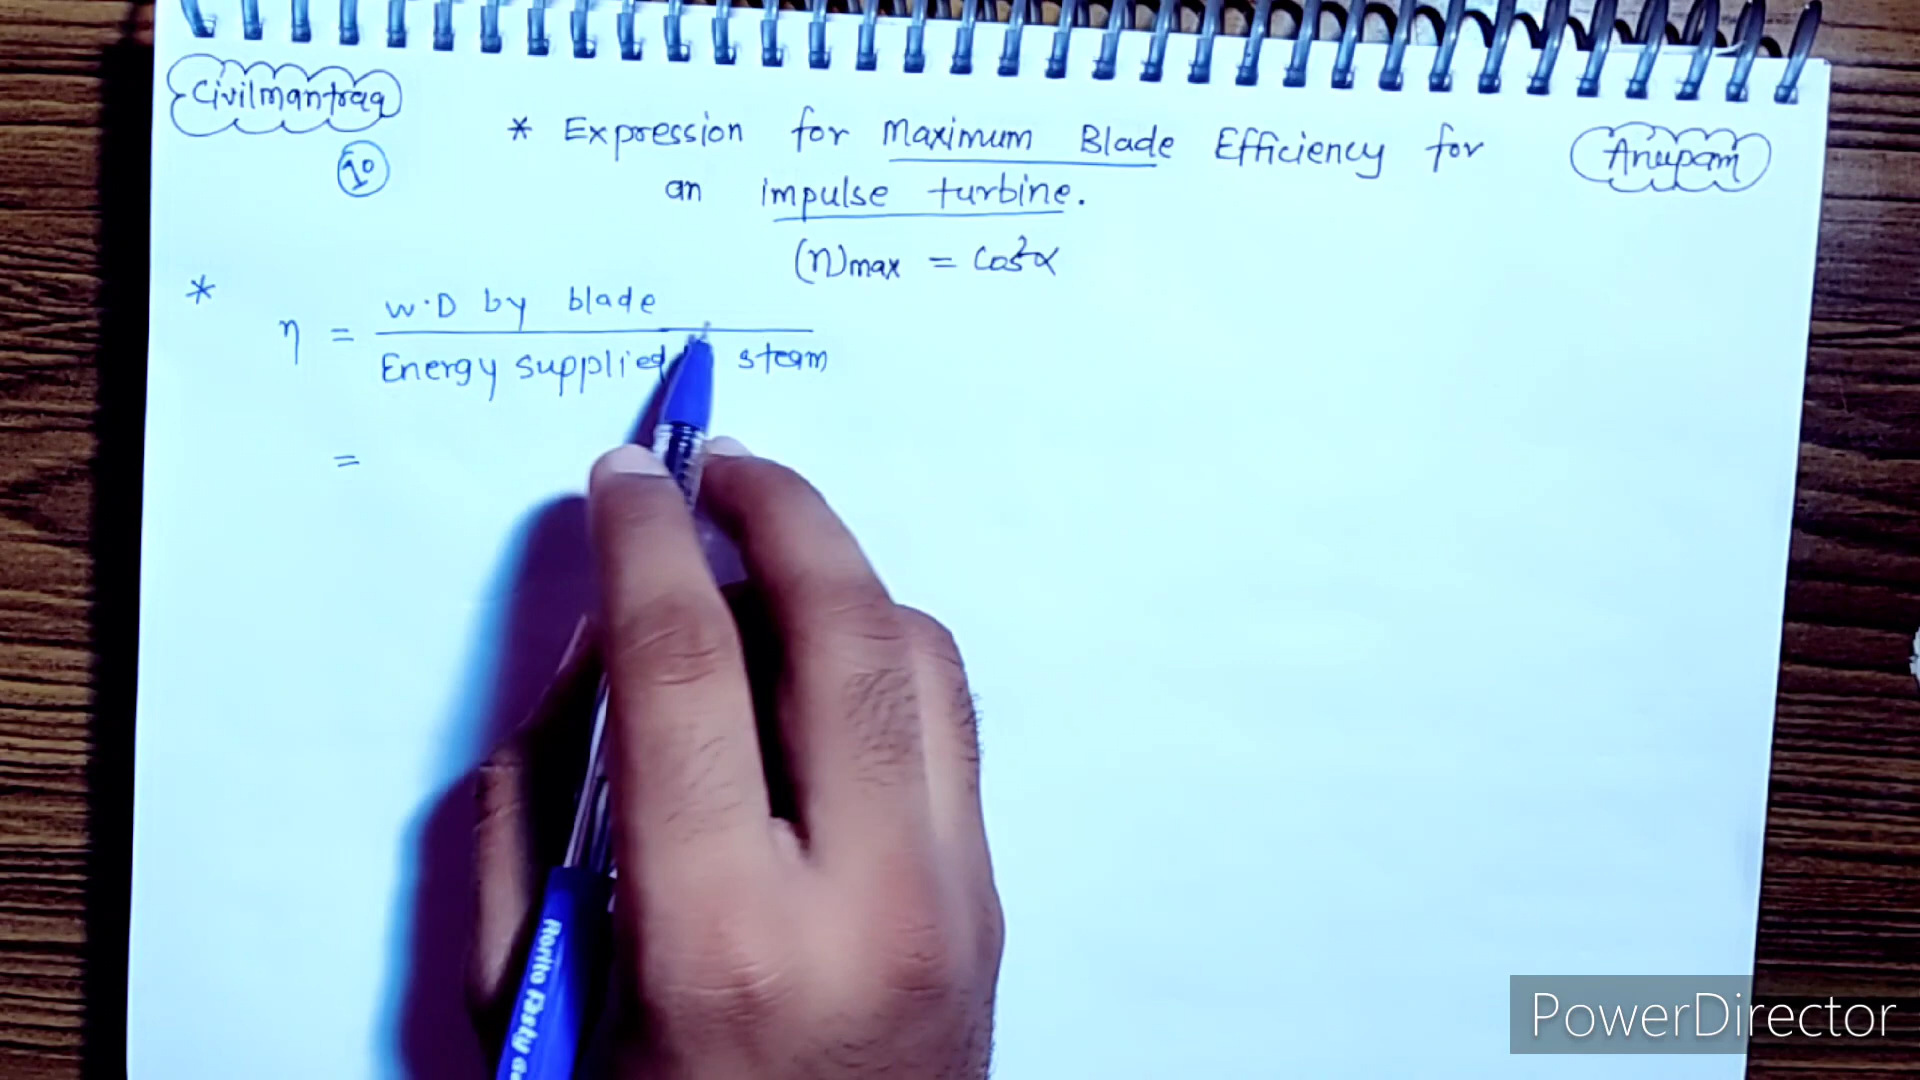 Civilmantraa
10
* Expression for Maximum Blade Efficiency for
an impulse turbine.
Anupam
(η)max = Cos²α
*
η = W.D by blade
Energy supplied steam
=
Rorito
PowerDirector